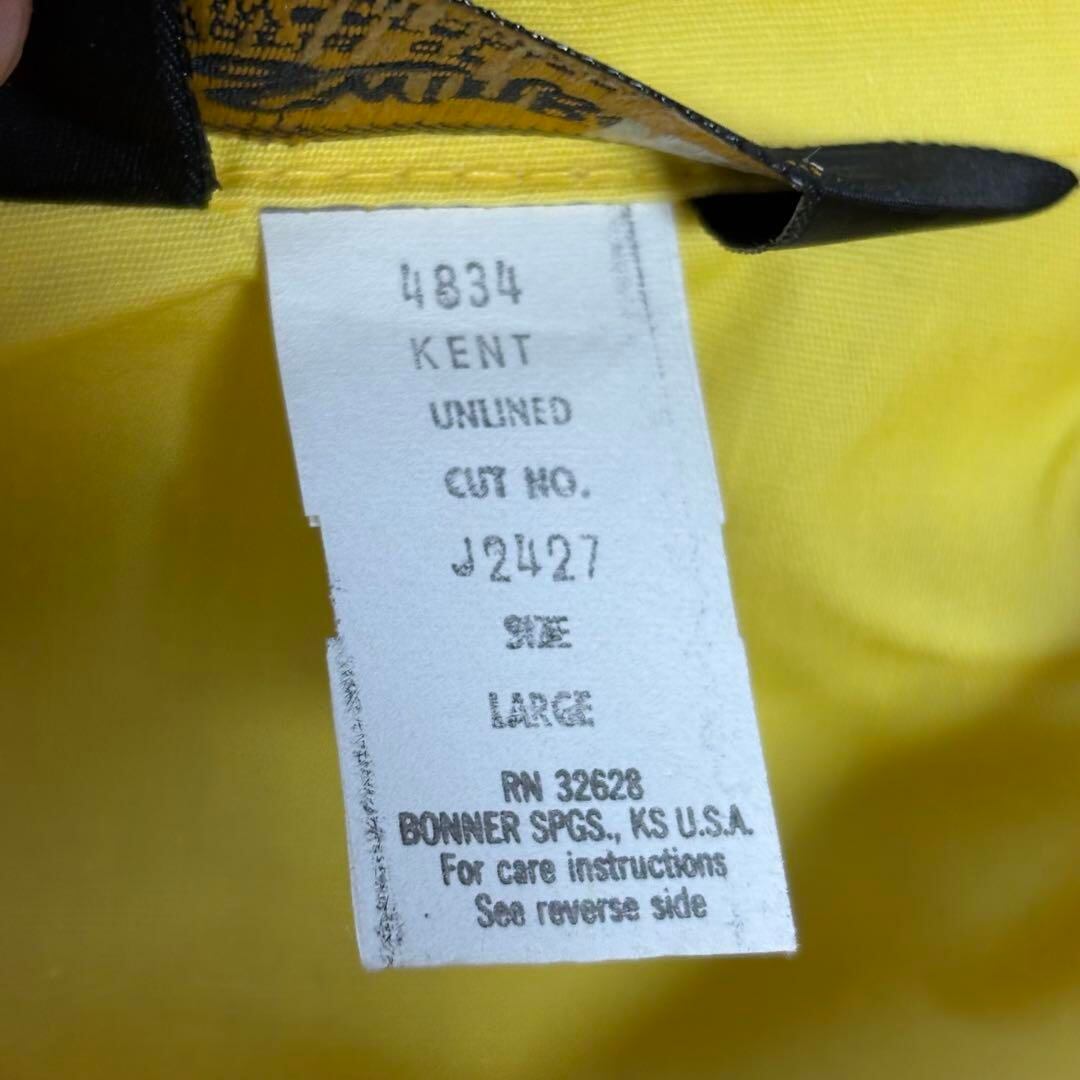 4834
KENT
UNLINED
CUT NO.
J2427
SIZE
LARGE
RN 32628
BONNER SPGS., KS U.S.A.
For care instructions
See reverse side